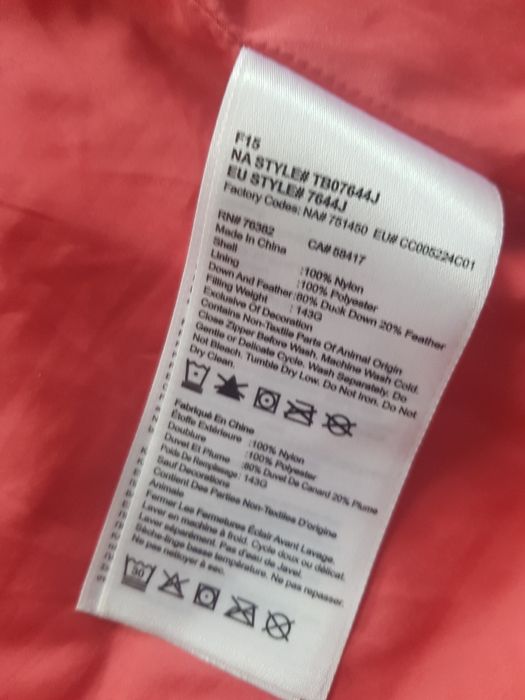 F15
NA STYLE# TB07644J
EU STYLE# 7644J
Factory Codes: NA# 751450 EU# CC005224C01
RN# 76382 CA# 58417
Made In China
Shell :100% Nylon
Lining :100% Polyester
Down And Feather :80% Duck Down 20% Feather
Filling Weight : 143G
Exclusive Of Decoration
Contains Non-Textile Parts Of Animal Origin
Close Zipper Before Wash. Machine Wash Cold.
Gentle or Delicate Cycle. Wash Separately. Do
Not Bleach. Tumble Dry Low. Do Not Iron. Do Not
Dry Clean
Fabriqué En Chine
Étoffe Extérieure :100% Nylon
Doublure :100% Polyester
Duvet Et Plume :80% Duvet De Canard 20% Plume
Poids De Remplissage : 143G
Sauf Decorations
Contient Des Parties Non-Textiles D'origine
Animale
Fermer Les Fermetures Éclair Avant Lavage.
Laver en machine à froid. Cycle doux ou délicat.
Laver séparément. Pas d'eau de Javel.
Sèche-linge basse température. Ne pas repasser.
Ne pas nettoyer à sec.
30